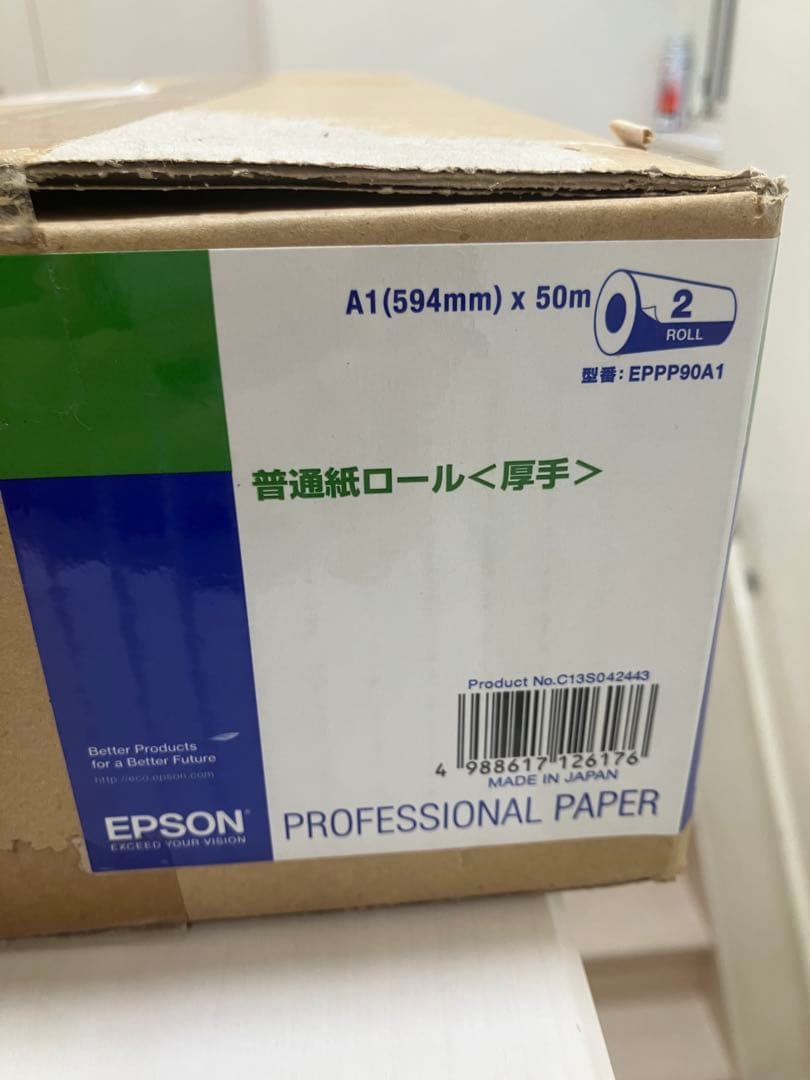 A1(594mm) x 50m
2
ROLL
型番: EPPP90A1
普通紙ロール＜厚手＞
Product No.C13S042443
4 988617 126176
MADE IN JAPAN
Better Products
for a Better Future
http://eco.epson.com
EPSON
EXCEED YOUR VISION
PROFESSIONAL PAPER